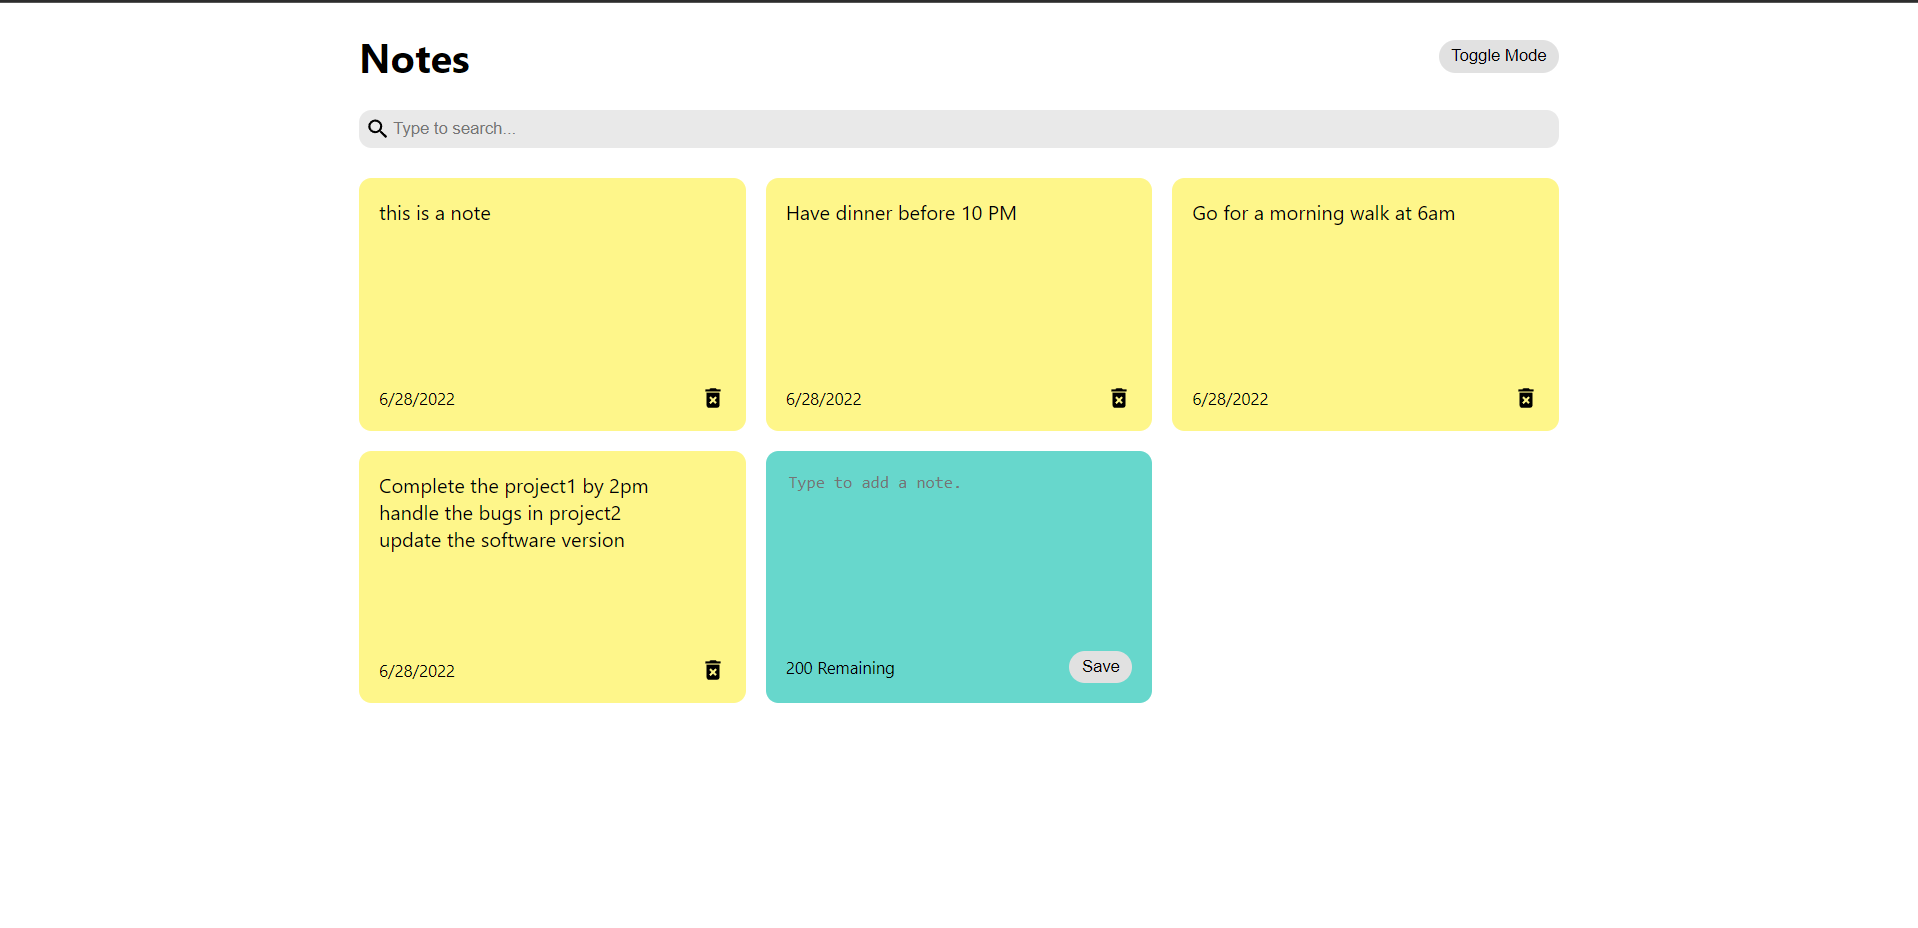 Notes
Toggle Mode
Type to search...
this is a note
Have dinner before 10 PM
Go for a morning walk at 6am
6/28/2022
6/28/2022
6/28/2022
Complete the project1 by 2pm
handle the bugs in project2
update the software version
6/28/2022
Type to add a note.
200 Remaining
Save